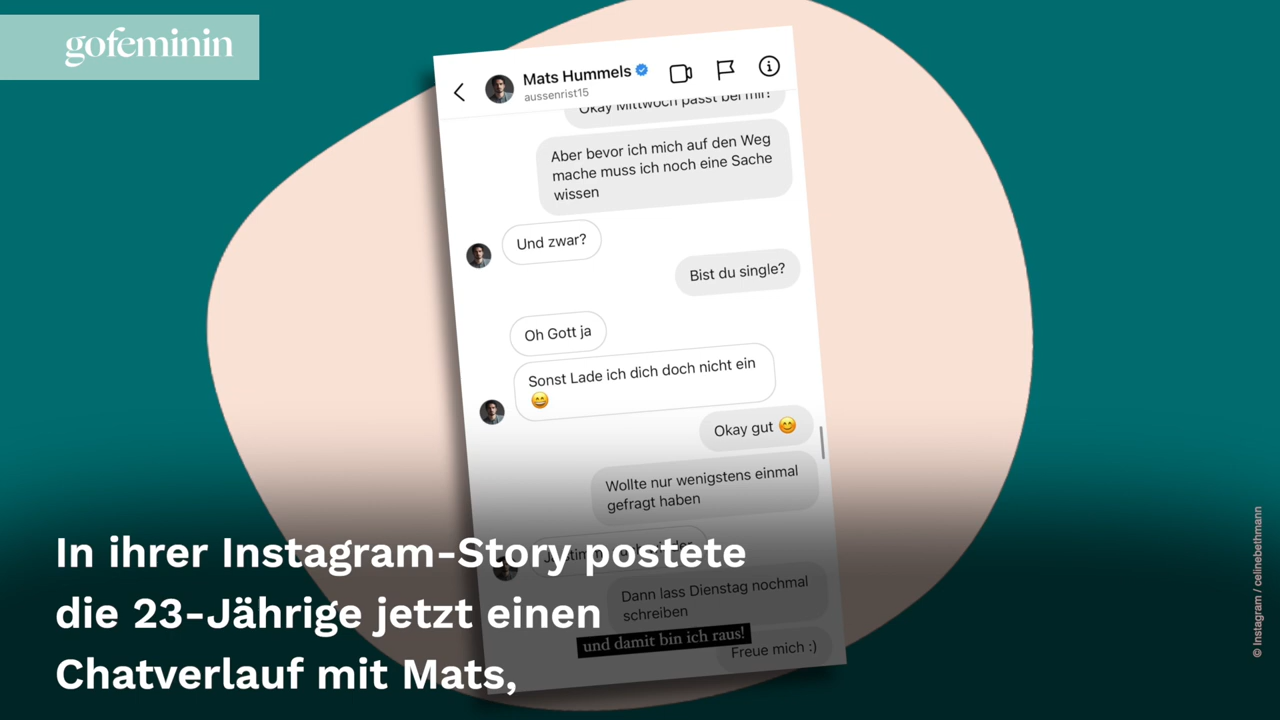 gofeminin
Mats Hummels
aussenrist15
Okay Mittwoch passt bei mir!
Aber bevor ich mich auf den Weg
mache muss ich noch eine Sache
wissen
Und zwar?
Bist du single?
Oh Gott ja
Sonst Lade ich dich doch nicht ein
😄
Okay gut 😊
Wollte nur wenigstens einmal
gefragt haben
Dann lass Dienstag nochmal
schreiben
und damit bin ich raus!
Freue mich :)
In ihrer Instagram-Story postete
die 23-Jährige jetzt einen
Chatverlauf mit Mats,
© Instagram / celinebethmann